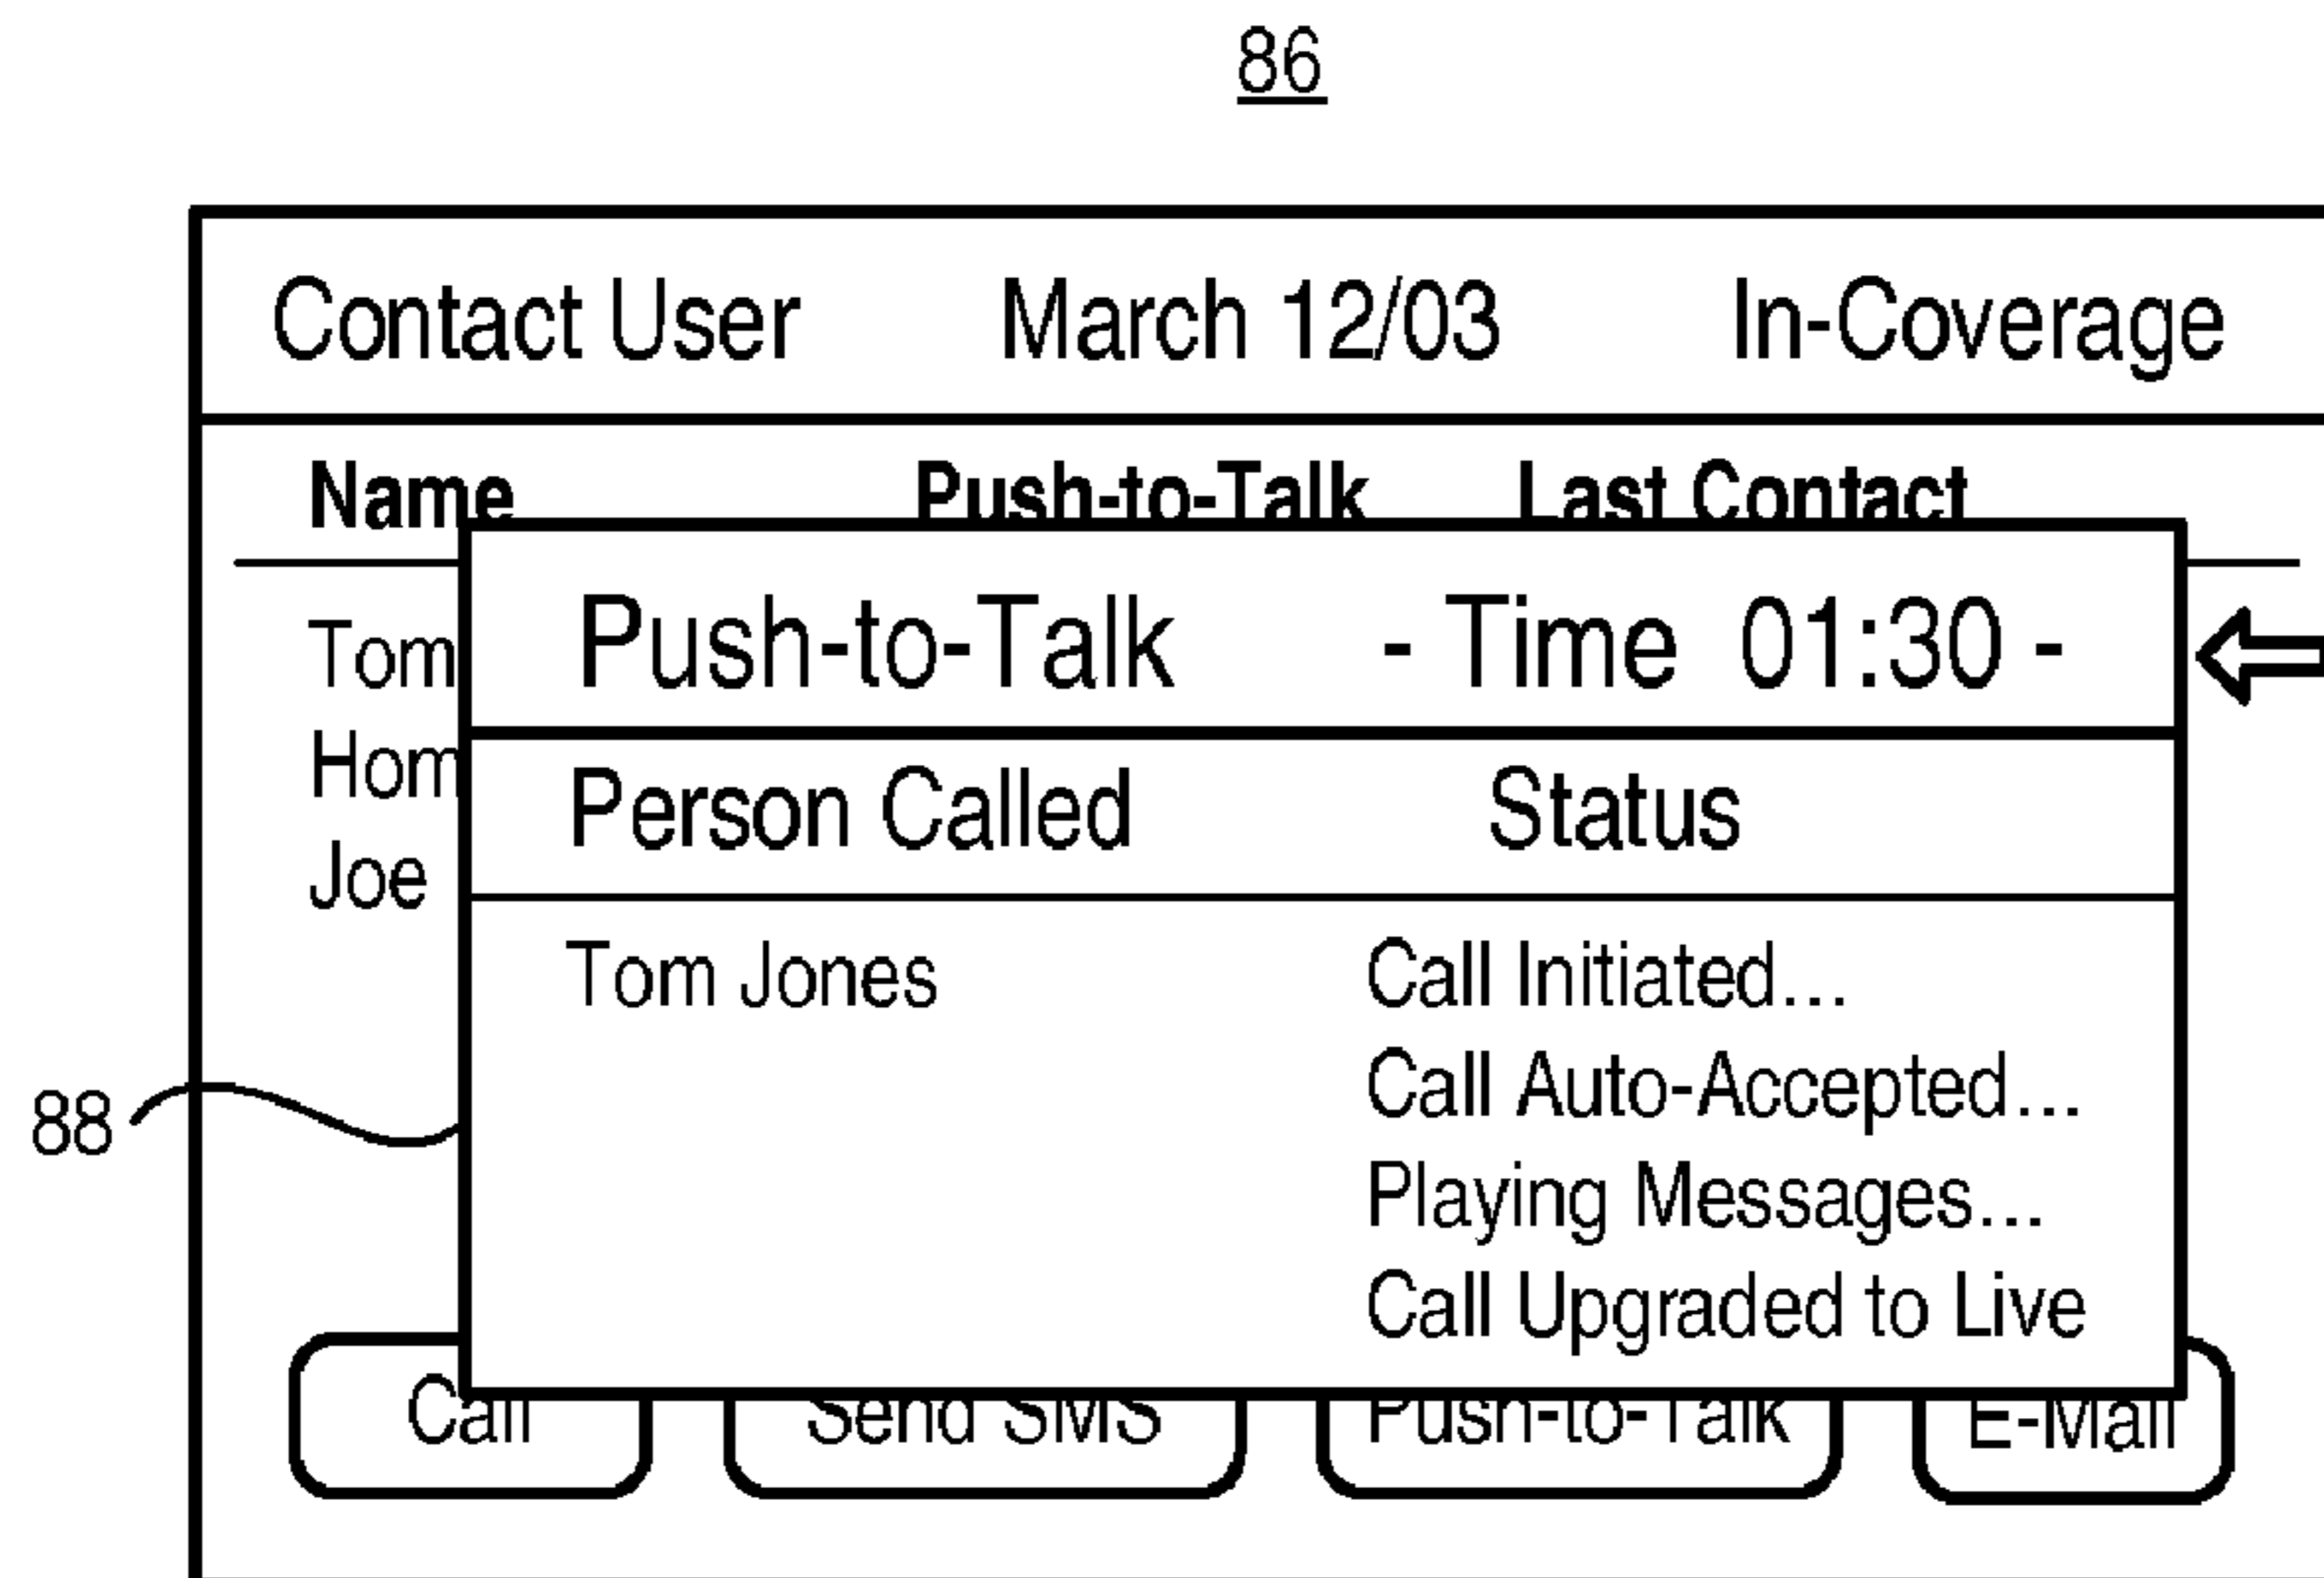 86
Contact User March 12/03 In-Coverage
Name Push-to-Talk Last Contact
Push-to-Talk - Time 01:30 -
Tom
Hom
Joe
Person Called Status
Tom Jones Call Initiated...
Call Auto-Accepted...
88
Playing Messages...
Call Upgraded to Live
Call Send SMS Push-to-Talk E-Mail